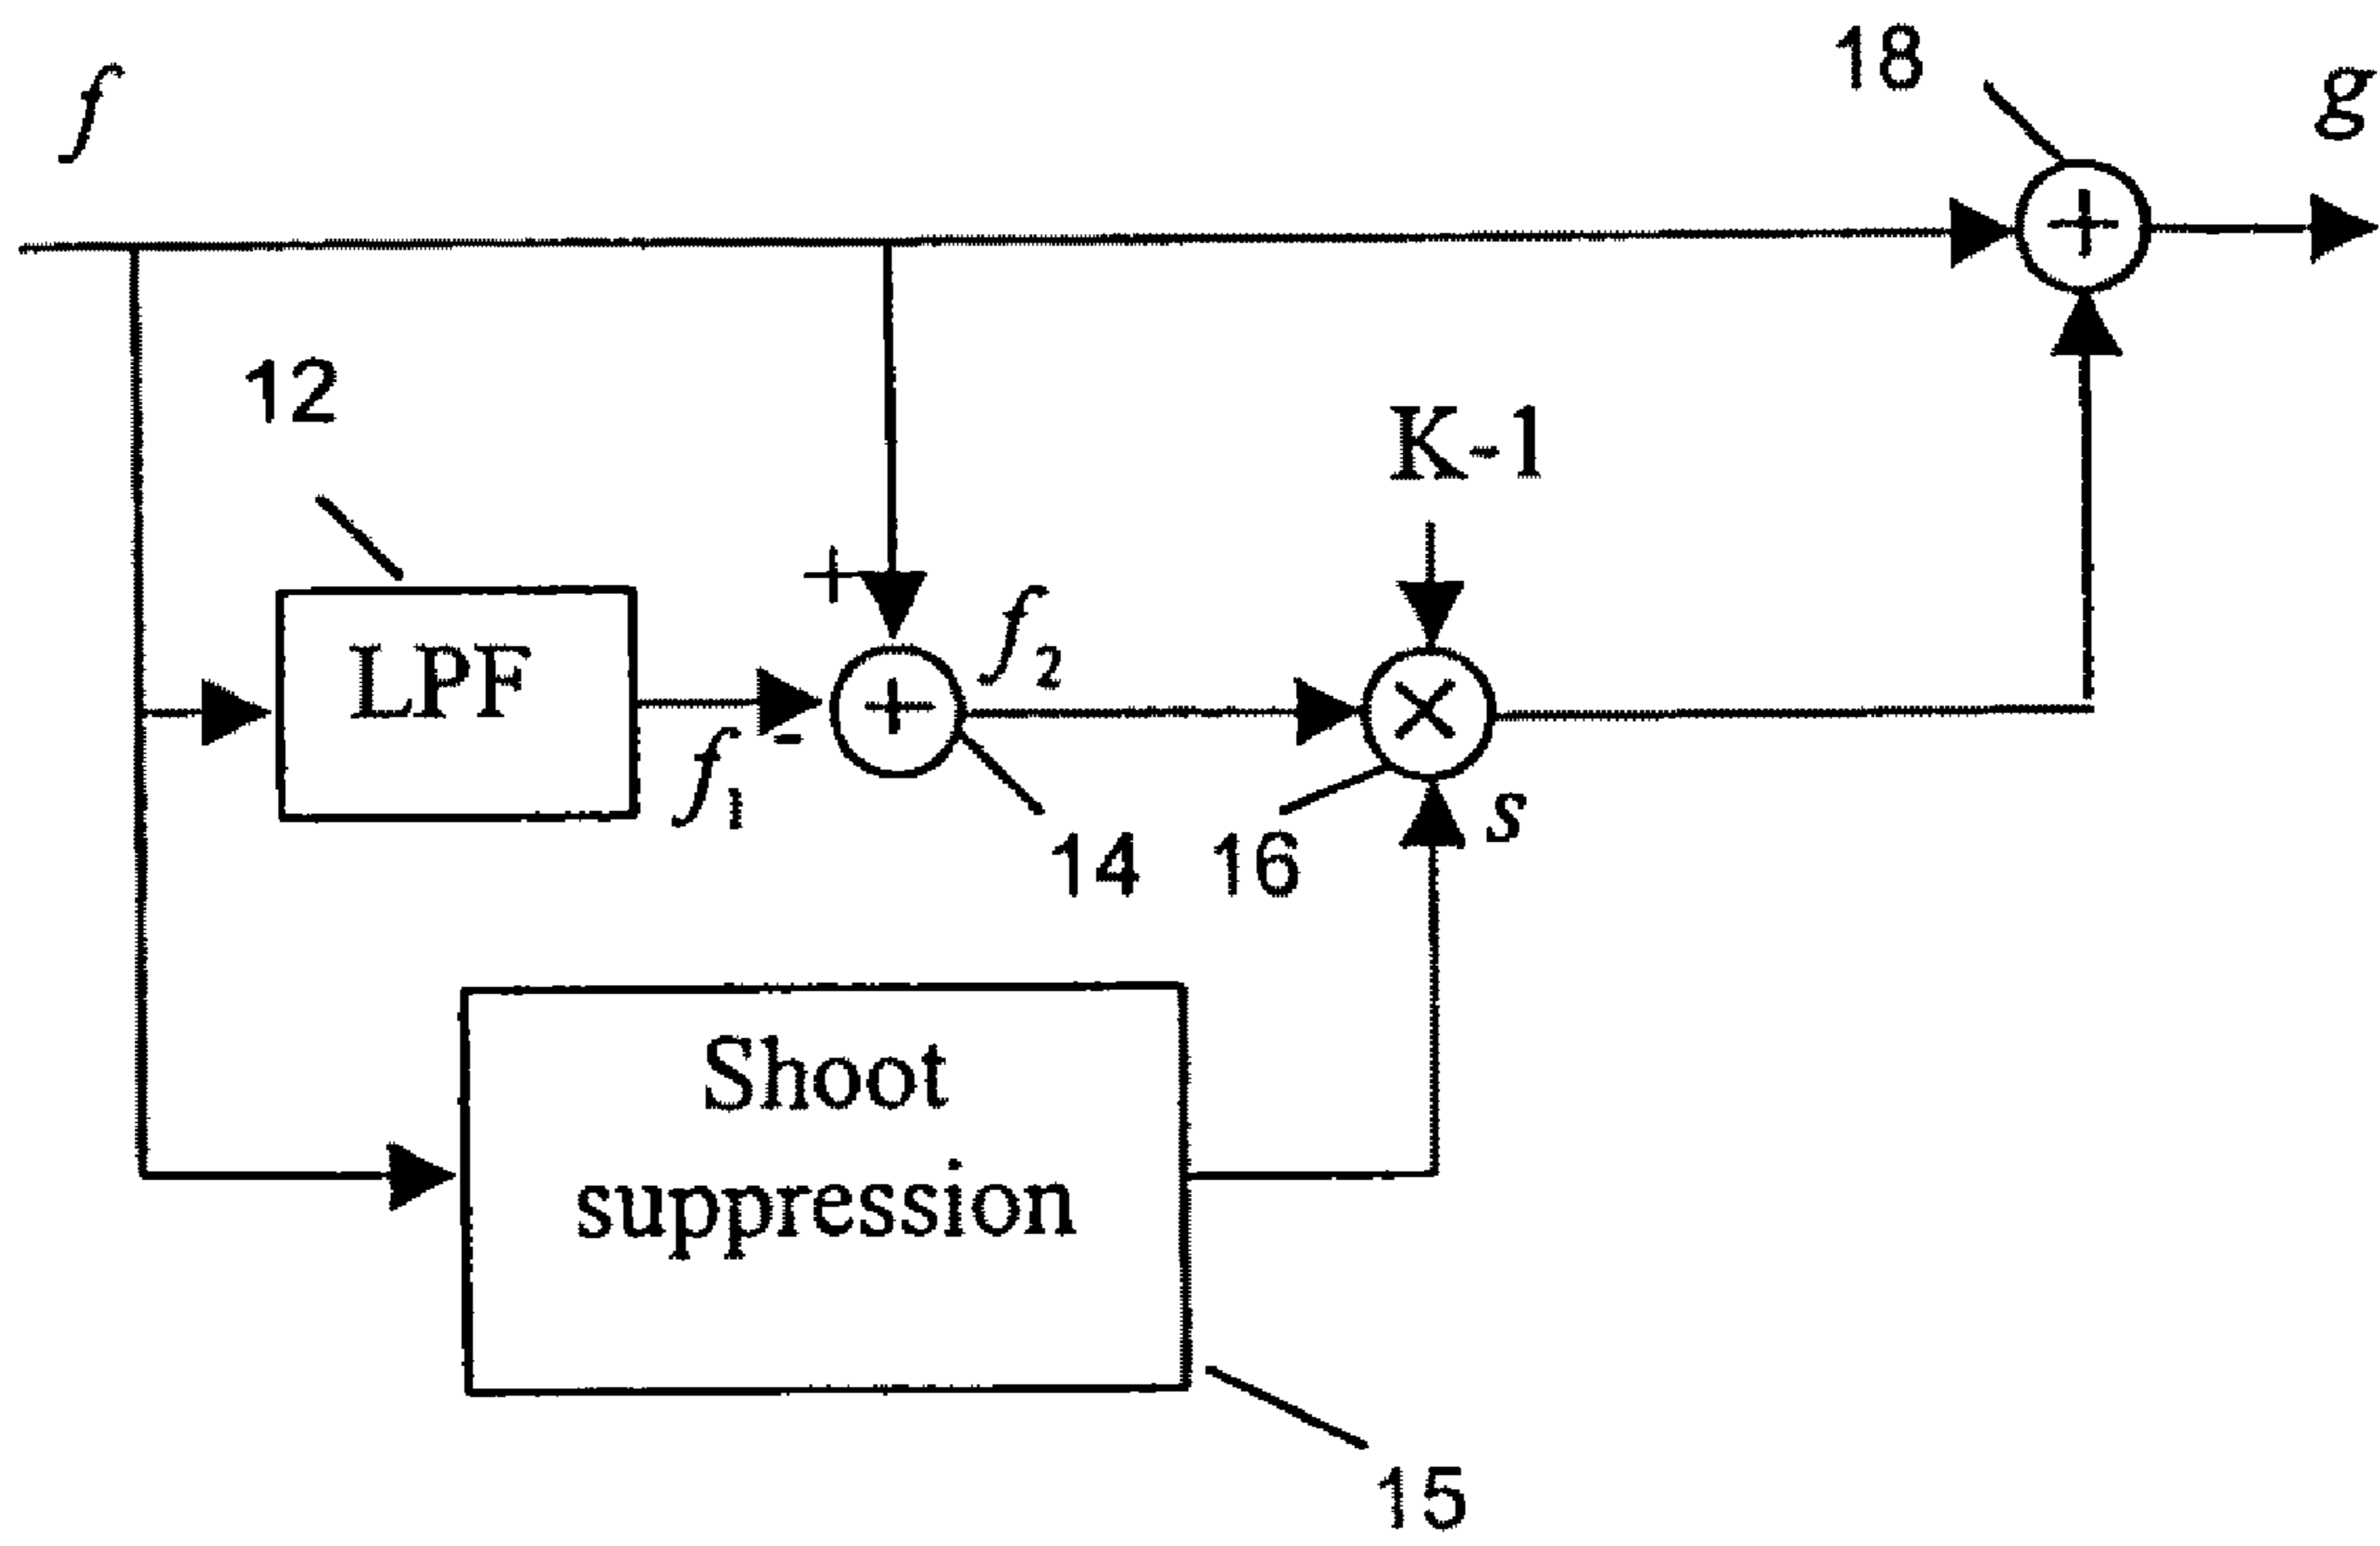 f
18
g
12
K-1
+
+
LPF
f₂
f₁
-
+
×
14
16
s
Shoot
suppression
15